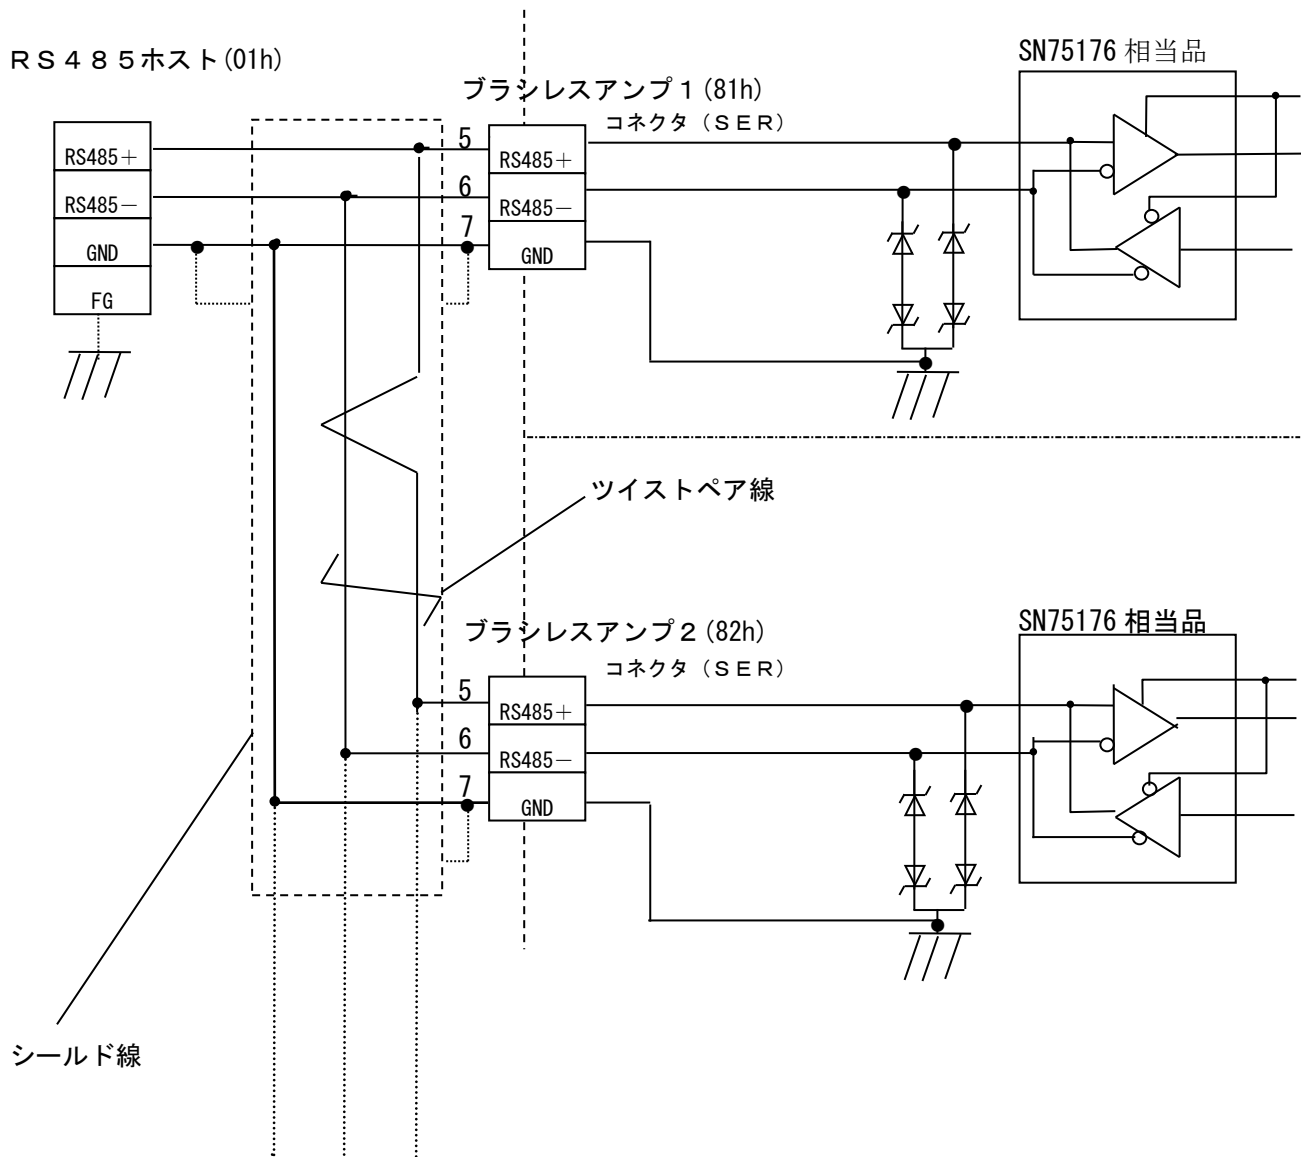 ＲＳ４８５ホスト(01h)
SN75176 相当品
ブラシレスアンプ１(81h)
コネクタ（ＳＥＲ）
RS485＋
RS485－
GND
FG
5
6
7
RS485＋
RS485－
GND
ツイストペア線
SN75176 相当品
ブラシレスアンプ２(82h)
コネクタ（ＳＥＲ）
5
6
7
RS485＋
RS485－
GND
シールド線